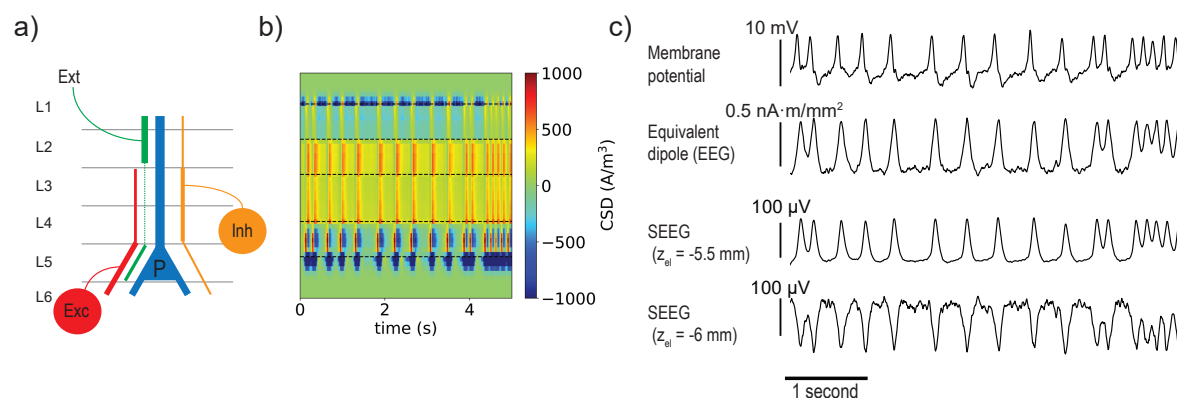 a)
Ext
L1
L2
L3
L4
L5
L6
P
Inh
Exc
b)
1000
500
0
−500
−1000
CSD (A/m³)
0
2
4
time (s)
c)
10 mV
Membrane
potential
0.5 nA·m/mm²
Equivalent
dipole (EEG)
100 µV
SEEG
(zel = -5.5 mm)
100 µV
SEEG
(zel = -6 mm)
1 second